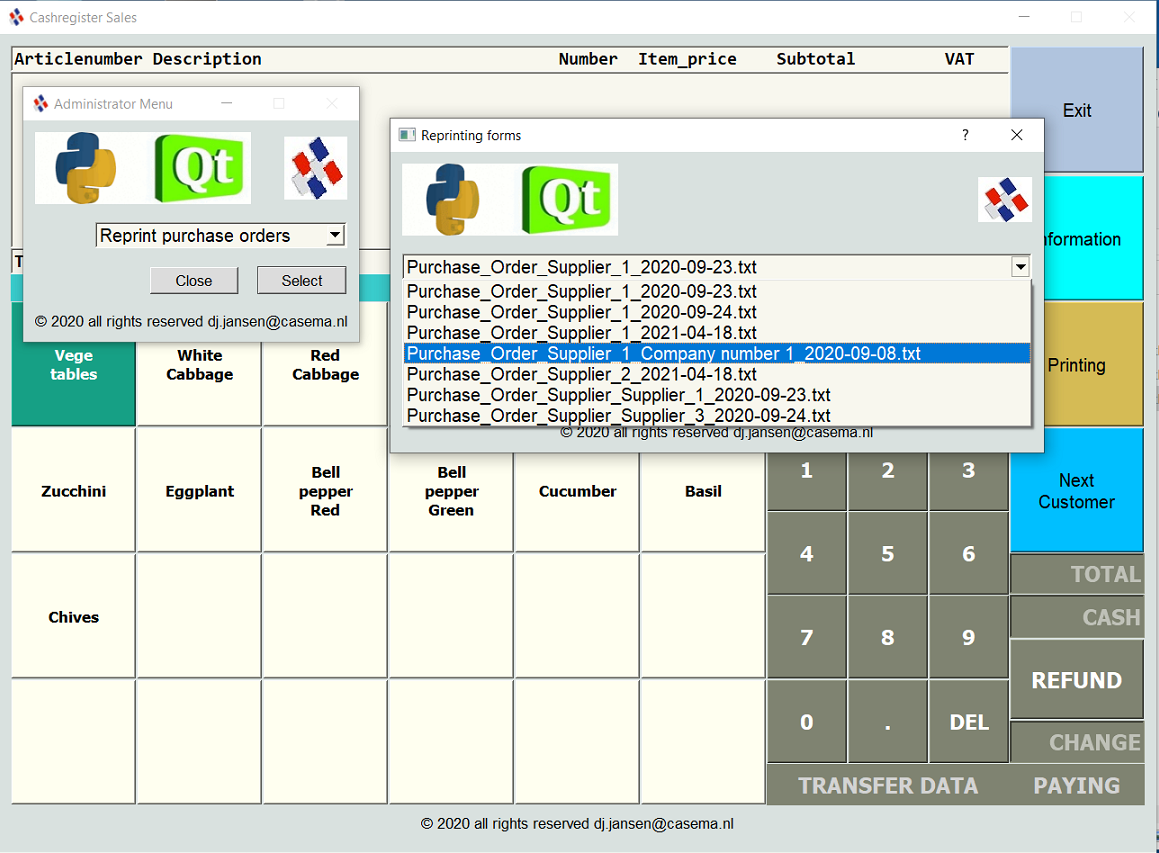 Cashregister Sales
Articlenumber Description Number Item_price Subtotal VAT
Exit
Administrator Menu
Qt
Reprint purchase orders
Close Select
© 2020 all rights reserved dj.jansen@casema.nl
Reprinting forms ?
Qt
Purchase_Order_Supplier_1_2020-09-23.txt
Purchase_Order_Supplier_1_2020-09-23.txt
Purchase_Order_Supplier_1_2020-09-24.txt
Purchase_Order_Supplier_1_2021-04-18.txt
Purchase_Order_Supplier_1_Company number 1_2020-09-08.txt
Purchase_Order_Supplier_2_2021-04-18.txt
Purchase_Order_Supplier_Supplier_1_2020-09-23.txt
Purchase_Order_Supplier_Supplier_3_2020-09-24.txt
© 2020 all rights reserved dj.jansen@casema.nl
T
nformation
Printing
Next
Customer
Vege
tables
White
Cabbage
Red
Cabbage
Zucchini
Eggplant
Bell
pepper
Red
Bell
pepper
Green
Cucumber
Basil
Chives
1 2 3
4 5 6
7 8 9
0 . DEL
TOTAL
CASH
REFUND
CHANGE
TRANSFER DATA PAYING
© 2020 all rights reserved dj.jansen@casema.nl